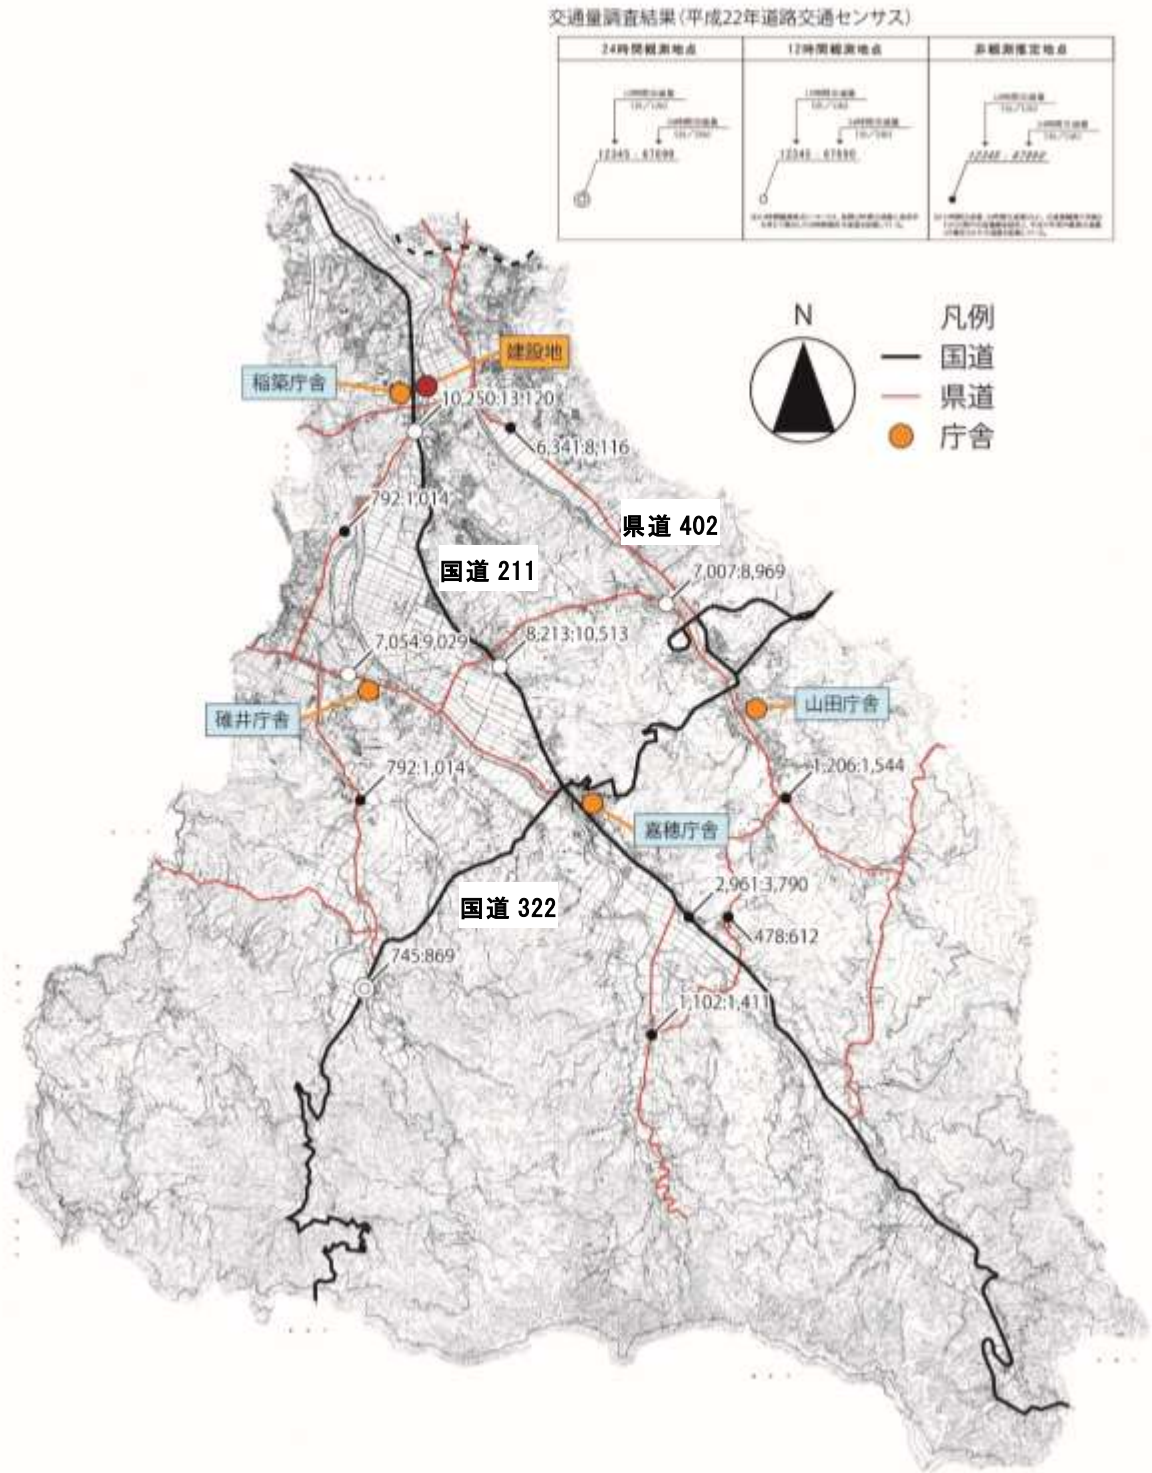 交通量調査結果(平成22年道路交通センサス)
24時間観測地点
12時間観測地点
非観測推定地点
12345 : 67890
12345 : 67890
12345 : 67890
N
凡例
国道
県道
庁舎
建設地
稲築庁舎
10,250:13,120
6,341:8,116
792:1,014
県道 402
国道 211
7,007:8,969
7,054:9,029
8,213:10,513
碓井庁舎
山田庁舎
792:1,014
1,206:1,544
嘉穂庁舎
国道 322
2,961:3,790
478:612
745:869
1,102:1,411